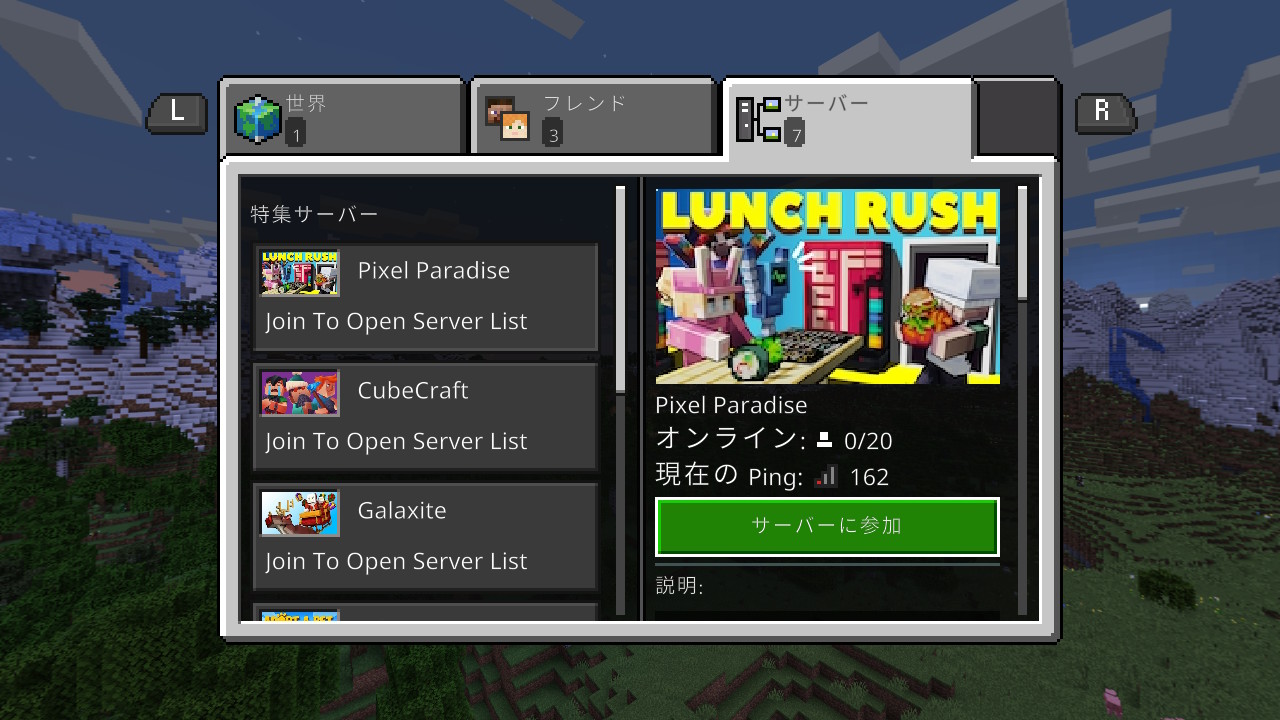 L
世界
1
フレンド
3
サーバー
7
R
特集サーバー
LUNCH RUSH
Pixel Paradise
Join To Open Server List
CubeCraft
Join To Open Server List
Galaxite
Join To Open Server List
LUNCH RUSH
Pixel Paradise
オンライン: 0/20
現在の Ping: 162
サーバーに参加
説明: